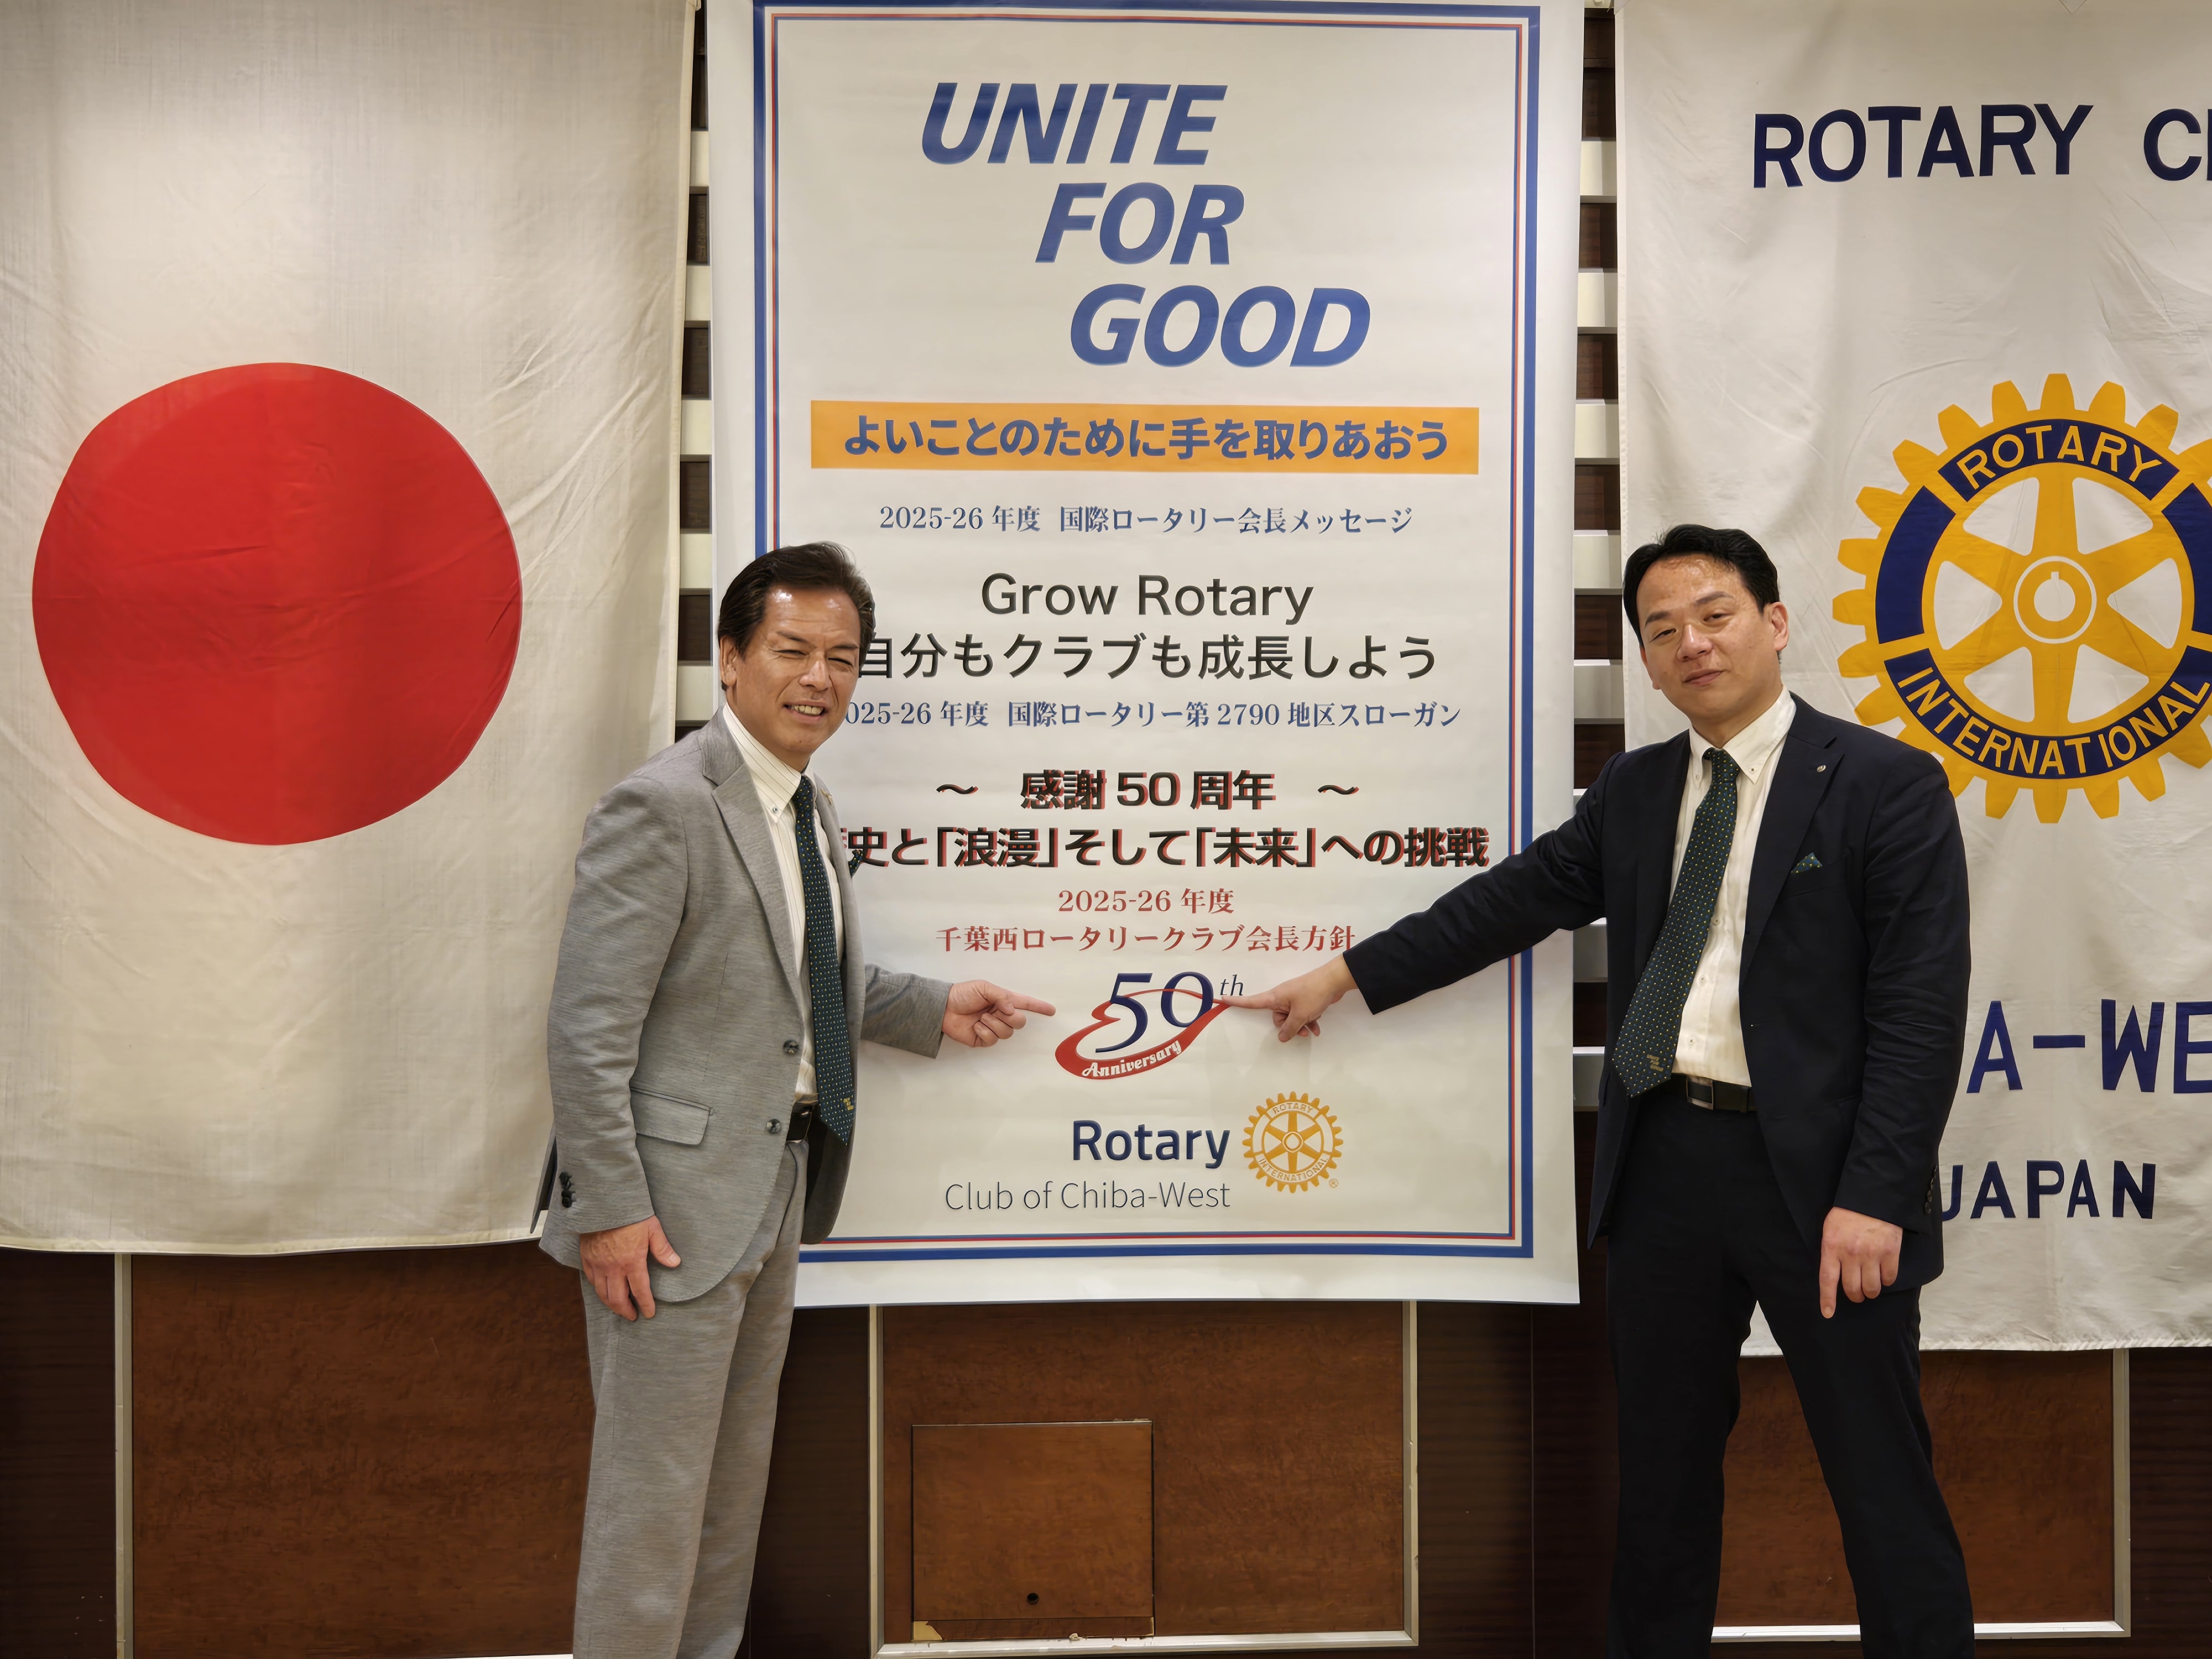 UNITE
FOR
GOOD
よいことのために手を取りあおう
2025-26 年度 国際ロータリー会長メッセージ
Grow Rotary
自分もクラブも成長しよう
025-26 年度 国際ロータリー第 2790 地区スローガン
～ 感謝 50 周年 ～
史と「浪漫」そして「未来」への挑戦
2025-26 年度
千葉西ロータリークラブ会長方針
50th
Anniversary
Rotary
Club of Chiba-West
ROTARY
INTERNATIONAL
ROTARY C
ROTARY
INTERNATIONAL
A-WE
JAPAN